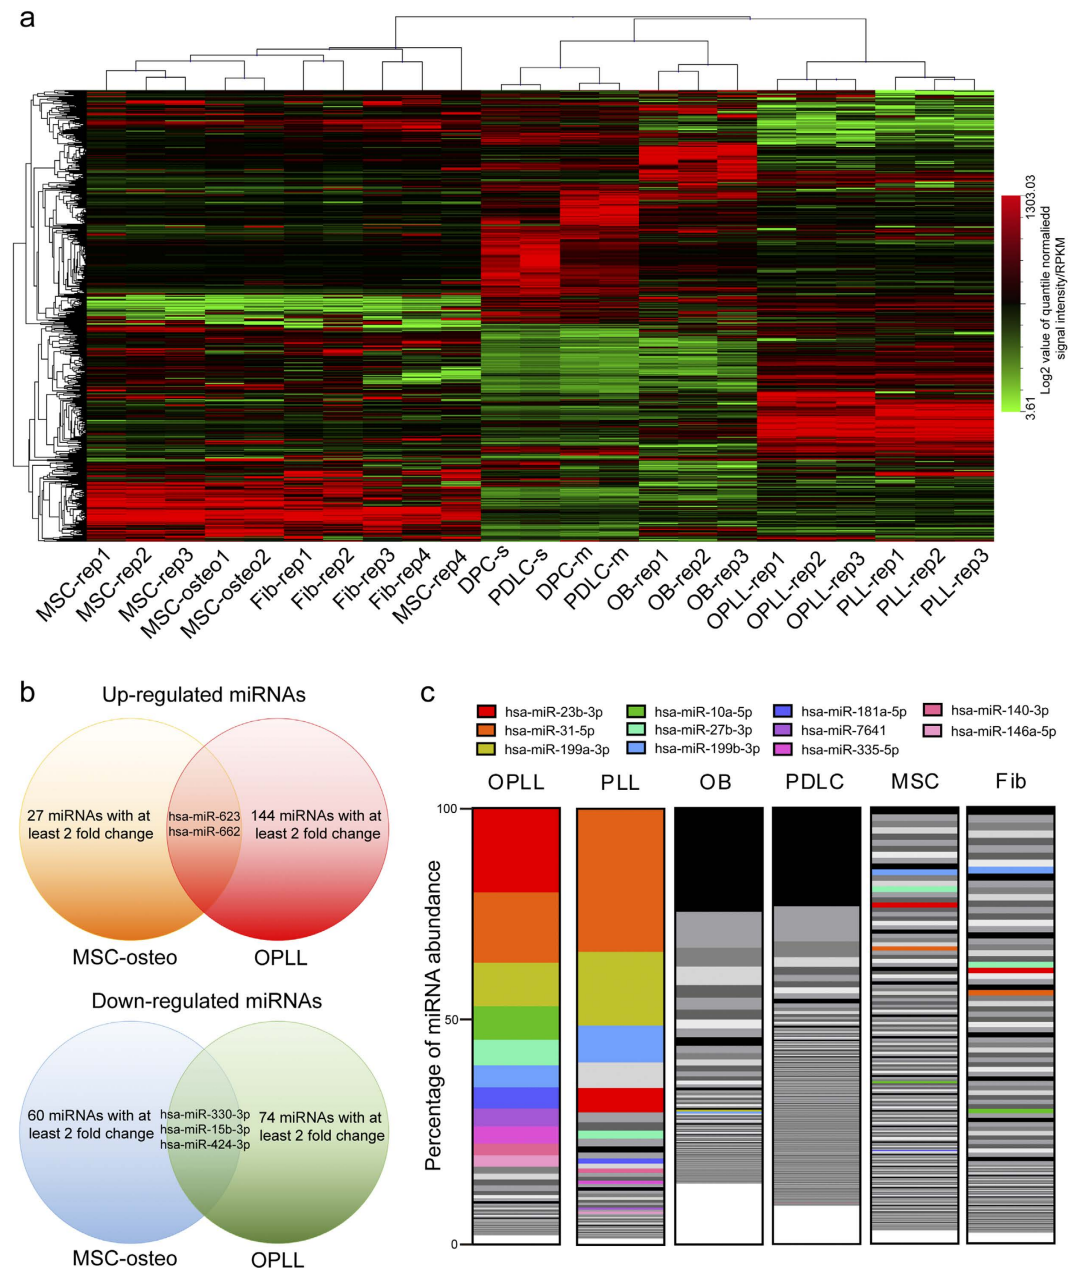 a
1303.03
Log2 value of quantile normaliedd
signal intensity/RPKM
3.61
MSC-rep1
MSC-rep2
MSC-rep3
MSC-osteo1
MSC-osteo2
Fib-rep1
Fib-rep2
Fib-rep3
Fib-rep4
MSC-rep4
DPC-s
PDLC-s
DPC-m
PDLC-m
OB-rep1
OB-rep2
OB-rep3
OPLL-rep1
OPLL-rep2
OPLL-rep3
PLL-rep1
PLL-rep2
PLL-rep3
b
Up-regulated miRNAs
27 miRNAs with at
least 2 fold change
hsa-miR-623
hsa-miR-662
144 miRNAs with at
least 2 fold change
MSC-osteo
OPLL
Down-regulated miRNAs
60 miRNAs with at
least 2 fold change
hsa-miR-330-3p
hsa-miR-15b-3p
hsa-miR-424-3p
74 miRNAs with at
least 2 fold change
MSC-osteo
OPLL
c
hsa-miR-23b-3p
hsa-miR-31-5p
hsa-miR-199a-3p
hsa-miR-10a-5p
hsa-miR-27b-3p
hsa-miR-199b-3p
hsa-miR-181a-5p
hsa-miR-7641
hsa-miR-335-5p
hsa-miR-140-3p
hsa-miR-146a-5p
OPLL
PLL
OB
PDLC
MSC
Fib
Percentage of miRNA abundance
100
50
0